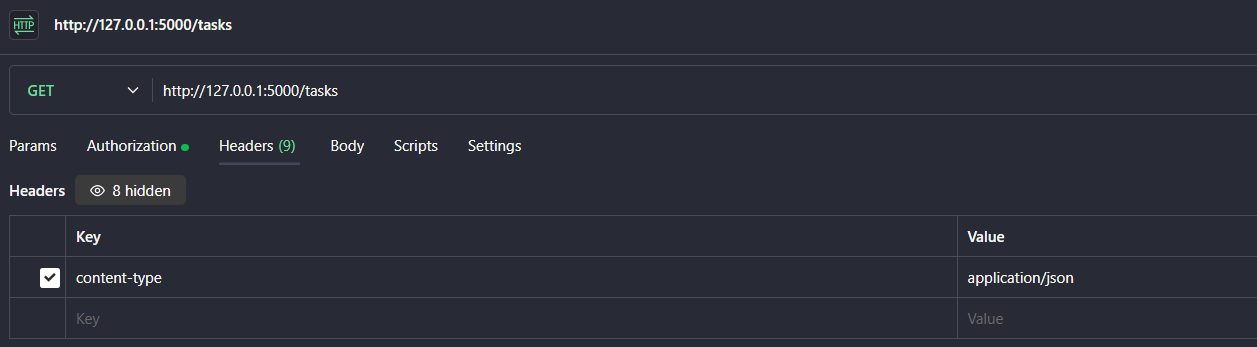 HTTP http://127.0.0.1:5000/tasks
GET http://127.0.0.1:5000/tasks
Params Authorization Headers (9) Body Scripts Settings
Headers 8 hidden
Key Value
content-type application/json
Key Value